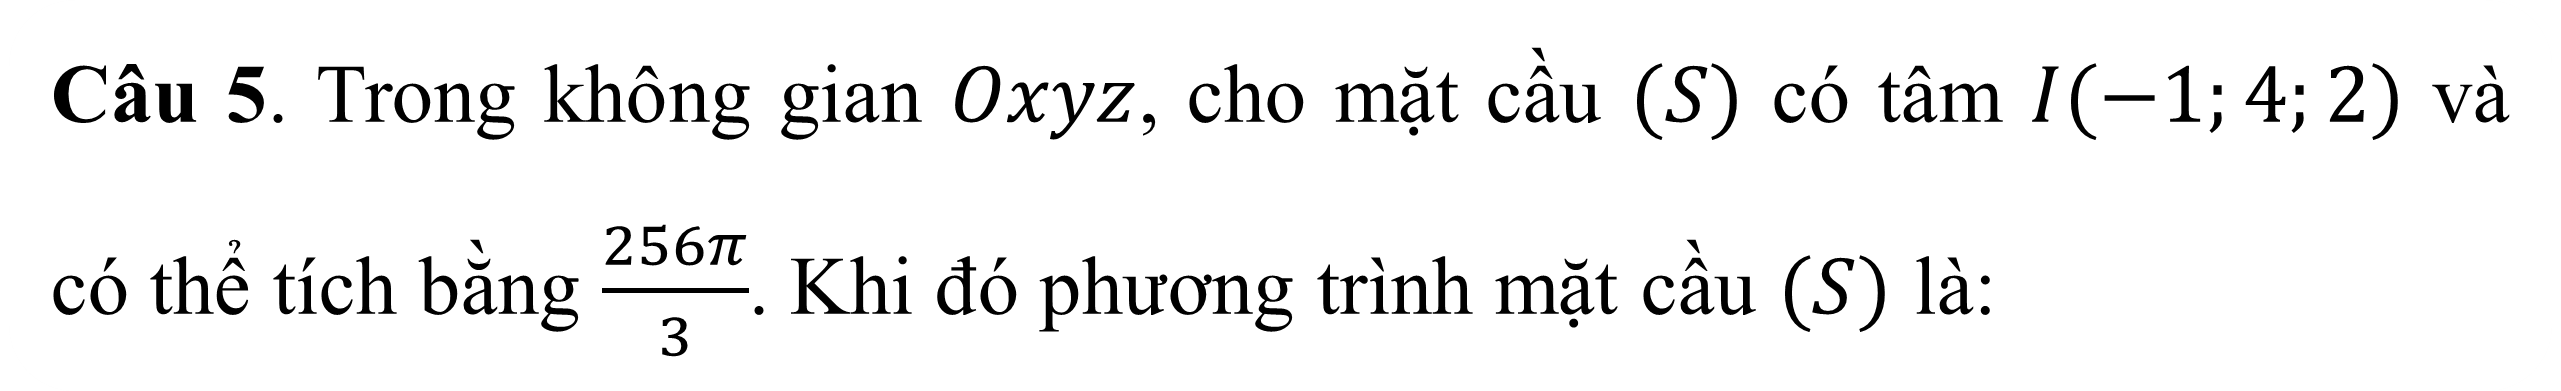 Câu 5. Trong không gian Oxyz, cho mặt cầu (S) có tâm I(−1; 4; 2) và
có thể tích bằng \frac{256π}{3}. Khi đó phương trình mặt cầu (S) là: